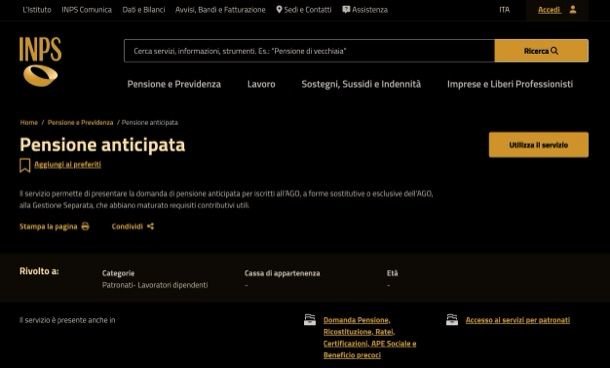 L'Istituto INPS Comunica Dati e Bilanci Avvisi, Bandi e Fatturazione Sedi e Contatti Assistenza ITA Accedi
INPS
Cerca servizi, informazioni, strumenti. Es.: "Pensione di vecchiaia" Ricerca
Pensione e Previdenza Lavoro Sostegni, Sussidi e Indennità Imprese e Liberi Professionisti
Home / Pensione e Previdenza / Pensione anticipata
Pensione anticipata
Utilizza il servizio
Aggiungi ai preferiti
Il servizio permette di presentare la domanda di pensione anticipata per iscritti all'AGO, a forme sostitutive o esclusive dell'AGO,
alla Gestione Separata, che abbiano maturato requisiti contributivi utili.
Stampa la pagina Condividi
Rivolto a:
Categorie Cassa di appartenenza Età
Patronati- Lavoratori dipendenti - -
Il servizio è presente anche in
Domanda Pensione,
Ricostituzione, Ratei,
Certificazioni, APE Sociale e
Beneficio precoci
Accesso ai servizi per patronati